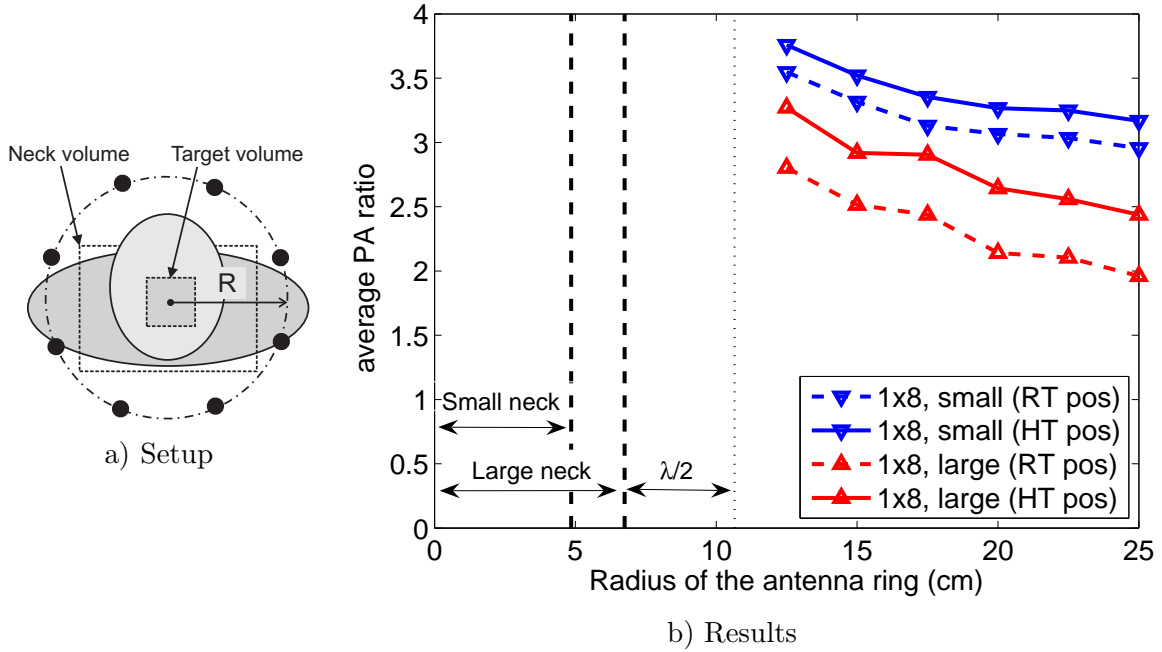 Neck volume
Target volume
R
a) Setup
average PA ratio
4
3.5
3
2.5
2
1.5
1
0.5
0
Small neck
Large neck
λ/2
1x8, small (RT pos)
1x8, small (HT pos)
1x8, large (RT pos)
1x8, large (HT pos)
0 5 10 15 20 25
Radius of the antenna ring (cm)
b) Results